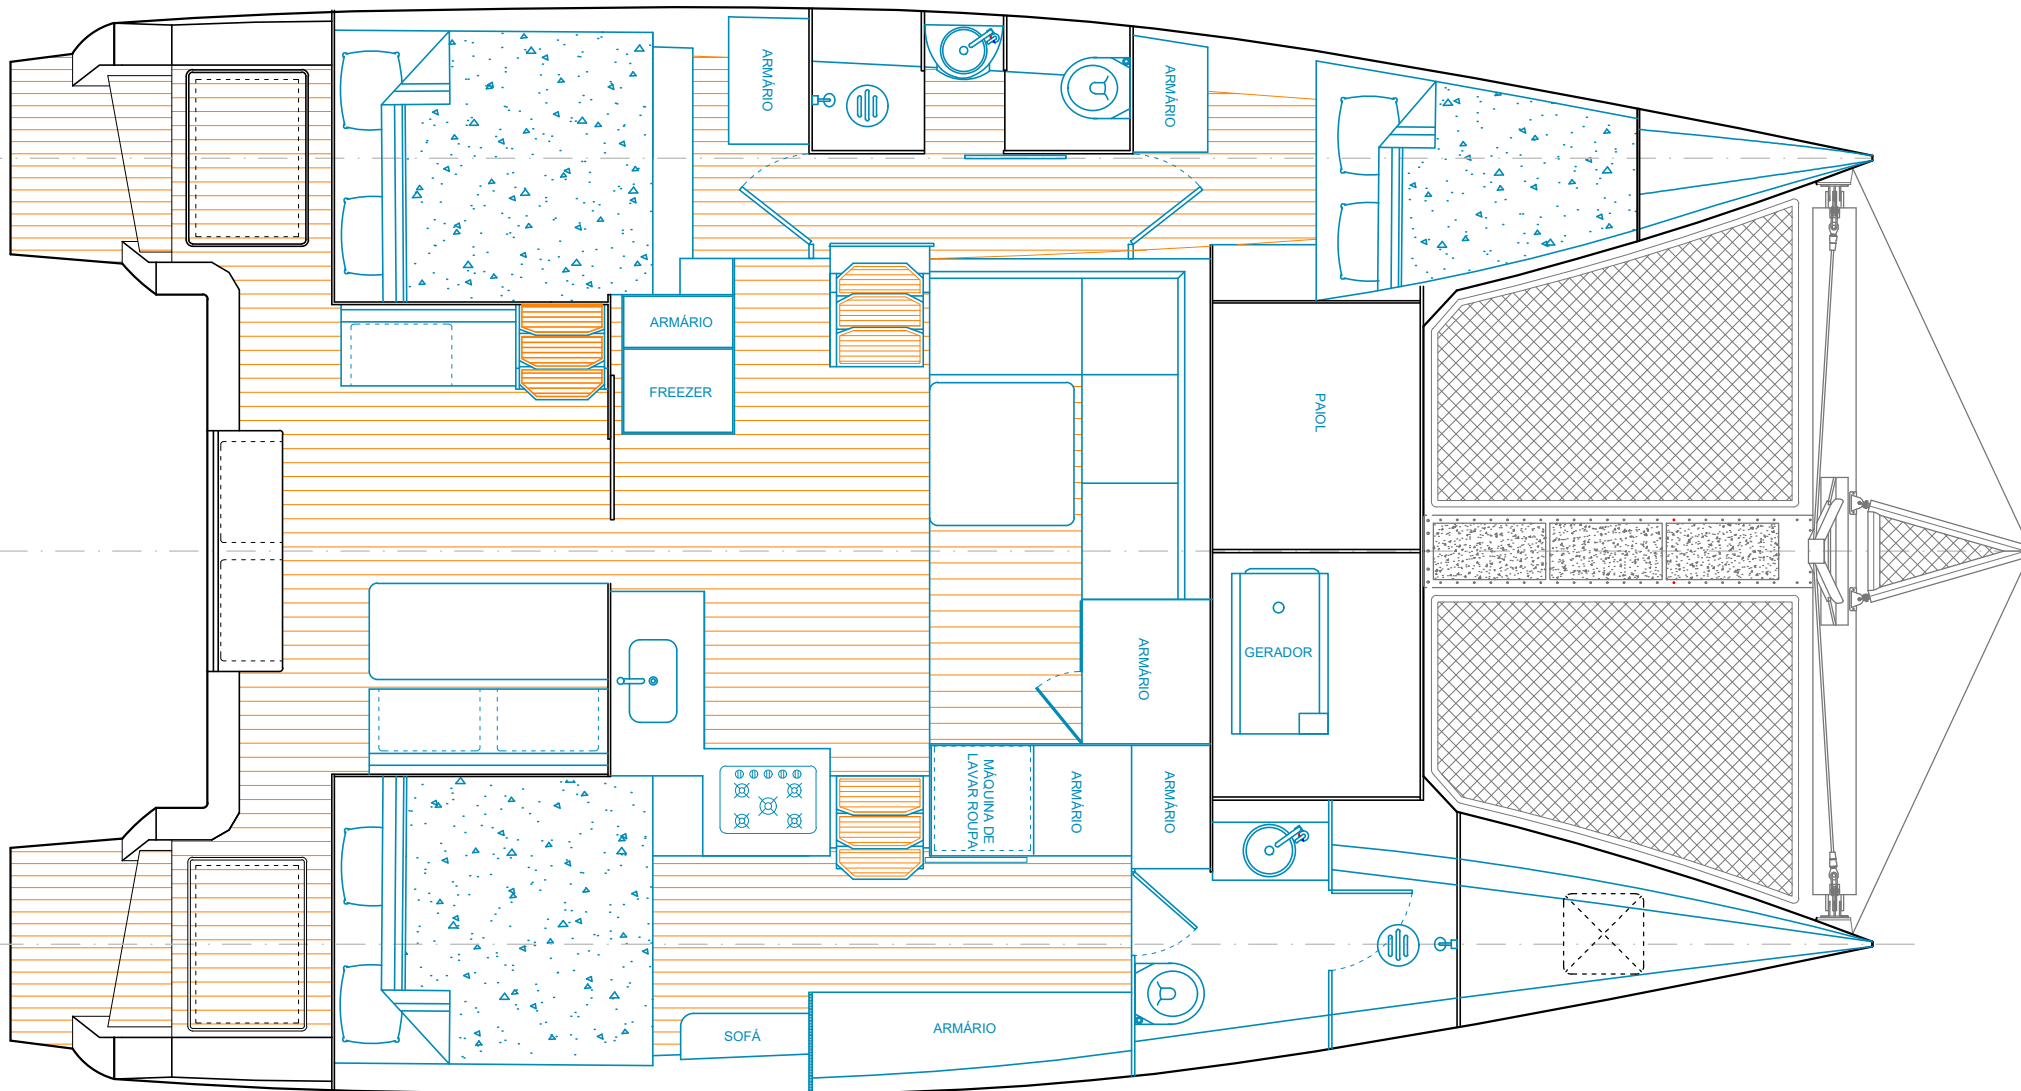 ARMÁRIO
ARMÁRIO
ARMÁRIO
FREEZER
PAIOL
ARMÁRIO
GERADOR
MÁQUINA DE
LAVAR ROUPA
ARMÁRIO
ARMÁRIO
SOFÁ
ARMÁRIO